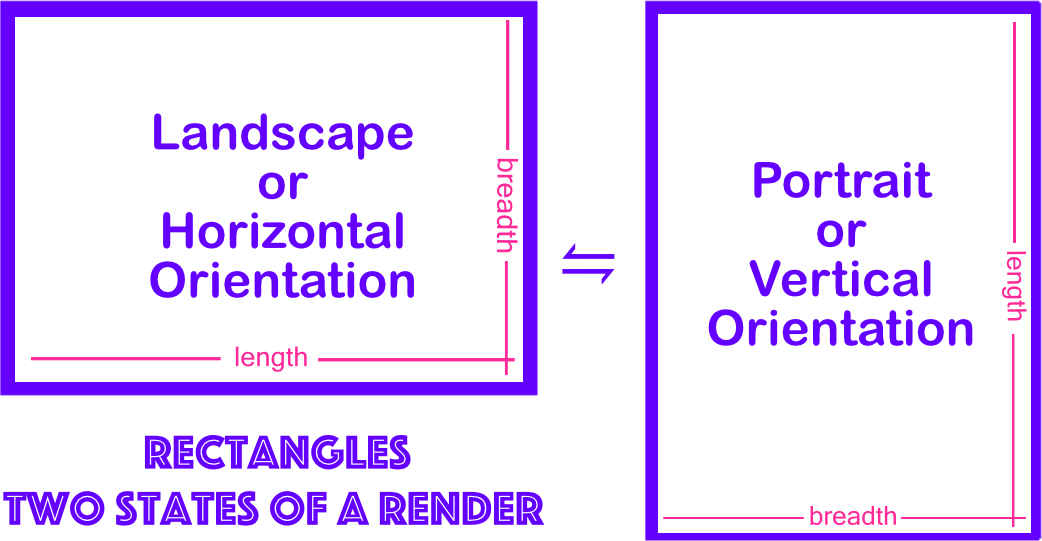 Landscape
or
Horizontal
Orientation
breadth
length
Portrait
or
Vertical
Orientation
length
breadth
RECTANGLES
TWO STATES OF A RENDER